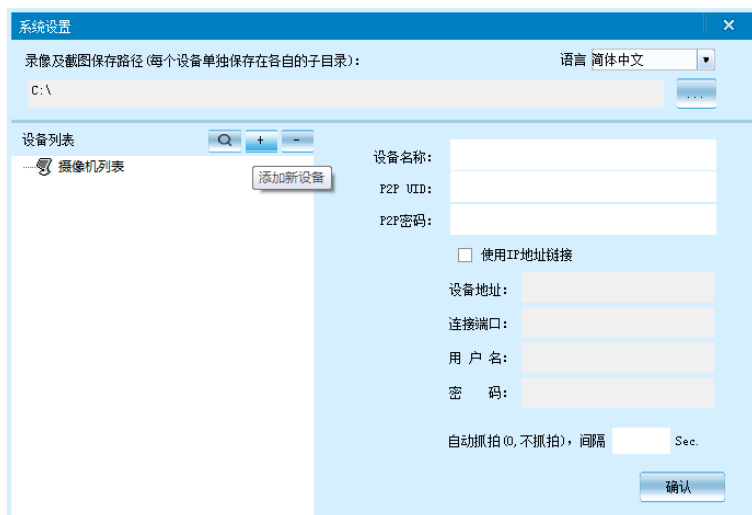 系统设置
录像及截图保存路径(每个设备单独保存在各自的子目录):
语言 简体中文
C:\
...
设备列表
+ -
摄像机列表
添加新设备
设备名称:
P2P UID:
P2P密码:
使用IP地址链接
设备地址:
连接端口:
用 户 名:
密 码:
自动抓拍(0,不抓拍), 间隔 Sec.
确认